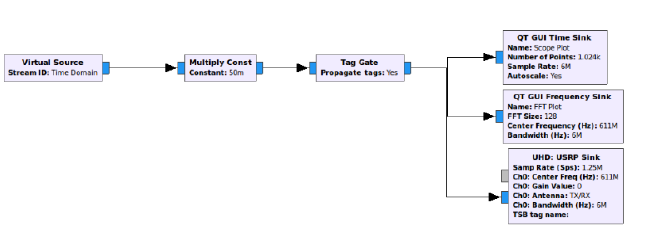 Virtual Source
Stream ID: Time Domain
Multiply Const
Constant: 50m
Tag Gate
Propagate tags: Yes
QT GUI Time Sink
Name: Scope Plot
Number of Points: 1.024k
Sample Rate: 6M
Autoscale: Yes
QT GUI Frequency Sink
Name: FFT Plot
FFT Size: 128
Center Frequency (Hz): 611M
Bandwidth (Hz): 6M
UHD: USRP Sink
Samp Rate (Sps): 1.25M
Ch0: Center Freq (Hz): 611M
Ch0: Gain Value: 0
Ch0: Antenna: TX/RX
Ch0: Bandwidth (Hz): 6M
TSB tag name: